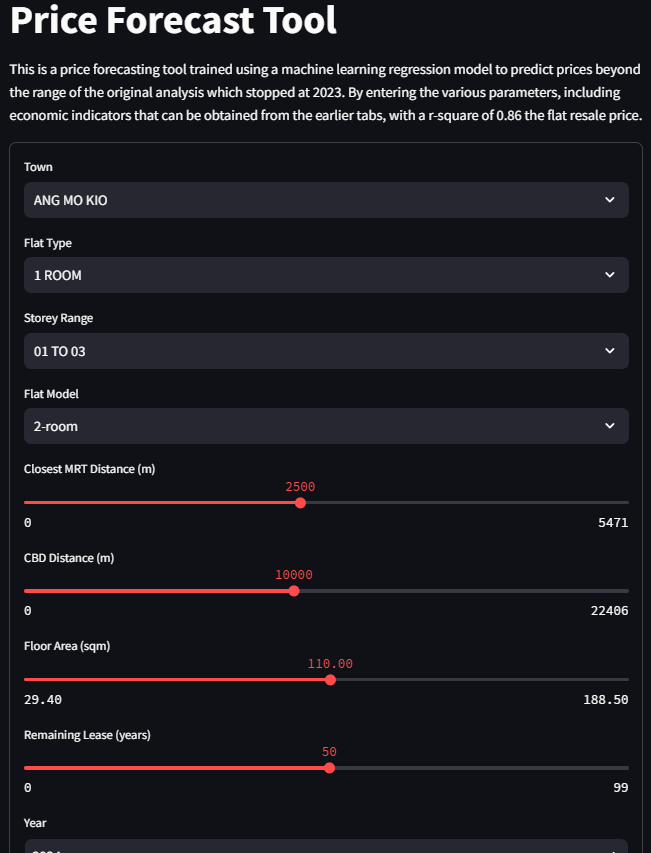 Price Forecast Tool
This is a price forecasting tool trained using a machine learning regression model to predict prices beyond
the range of the original analysis which stopped at 2023. By entering the various parameters, including
economic indicators that can be obtained from the earlier tabs, with a r-square of 0.86 the flat resale price.
Town
ANG MO KIO
Flat Type
1 ROOM
Storey Range
01 TO 03
Flat Model
2-room
Closest MRT Distance (m)
2500
0 5471
CBD Distance (m)
10000
0 22406
Floor Area (sqm)
110.00
29.40 188.50
Remaining Lease (years)
50
0 99
Year